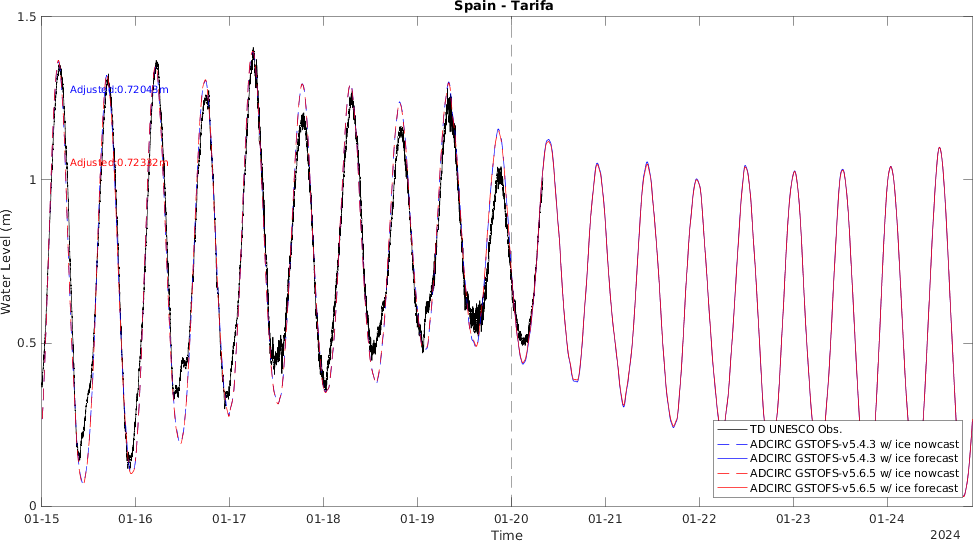 Spain - Tarifa
1.5
1
0.5
0
Water Level (m)
Adjusted:0.72048m
Adjusted:0.72332m
TD UNESCO Obs.
ADCIRC GSTOFS-v5.4.3 w/ ice nowcast
ADCIRC GSTOFS-v5.4.3 w/ ice forecast
ADCIRC GSTOFS-v5.6.5 w/ ice nowcast
ADCIRC GSTOFS-v5.6.5 w/ ice forecast
01-15 01-16 01-17 01-18 01-19 01-20 01-21 01-22 01-23 01-24
Time
2024